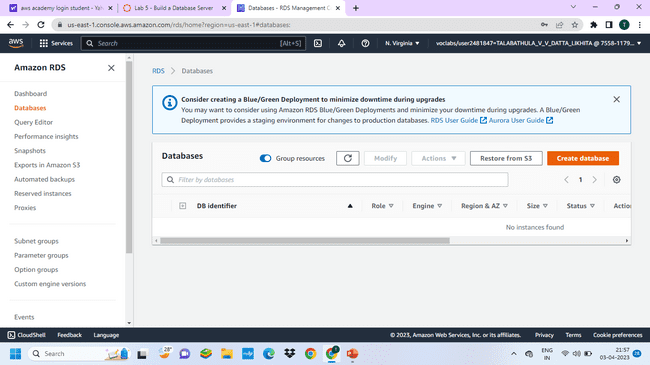 aws academy login student - Yah
Lab 5 - Build a Database Server
Databases - RDS Management C
us-east-1.console.aws.amazon.com/rds/home?region=us-east-1#databases:
aws
Services
Search
[Alt+S]
N. Virginia
voclabs/user2481847=TALABATHULA_V_V_DATTA_LIKHITA @ 7558-1179...
Amazon RDS
Dashboard
Databases
Query Editor
Performance insights
Snapshots
Exports in Amazon S3
Automated backups
Reserved instances
Proxies
Subnet groups
Parameter groups
Option groups
Custom engine versions
Events
RDS > Databases
Consider creating a Blue/Green Deployment to minimize downtime during upgrades
You may want to consider using Amazon RDS Blue/Green Deployments and minimize your downtime during upgrades. A Blue/Green
Deployment provides a staging environment for changes to production databases. RDS User Guide Aurora User Guide
Databases
Group resources
Modify
Actions
Restore from S3
Create database
Filter by databases
1
DB identifier
Role
Engine
Region & AZ
Size
Status
Actio
No instances found
CloudShell
Feedback
Language
© 2023, Amazon Web Services, Inc. or its affiliates.
Privacy
Terms
Cookie preferences
Search
28°
ENG
IN
21:57
03-04-2023
28